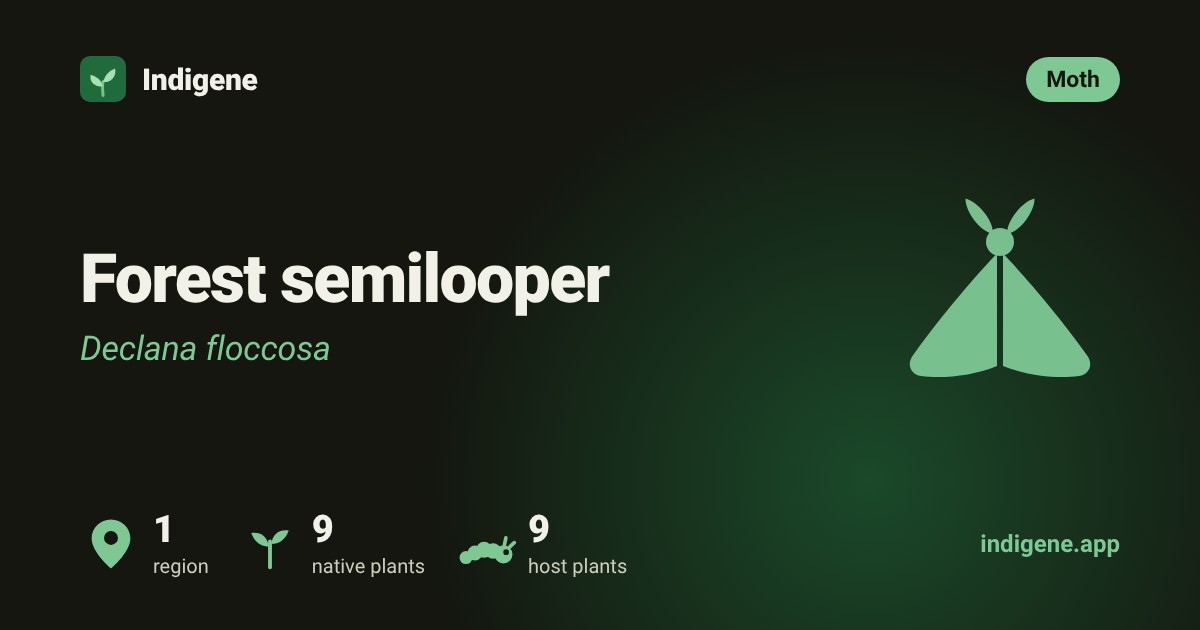 Indigene
Moth
Forest semilooper
Declana floccosa
1
region
9
native plants
9
host plants
indigene.app